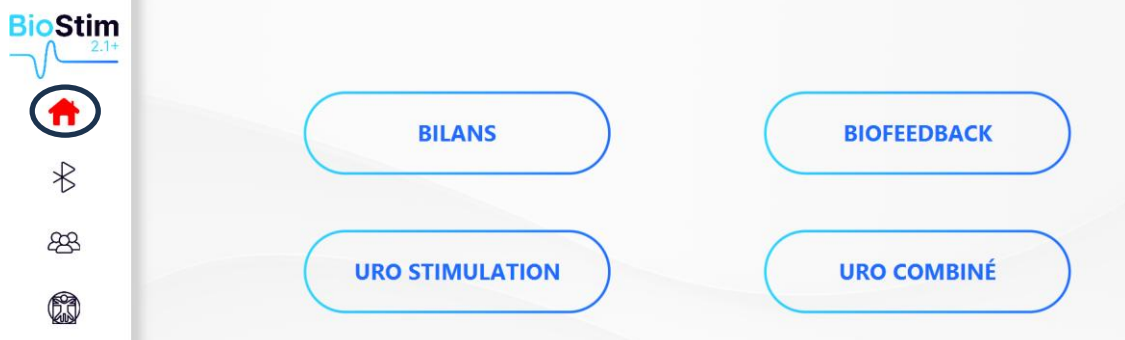 BioStim
2.1+
BILANS
BIOFEEDBACK
URO STIMULATION
URO COMBINÉ